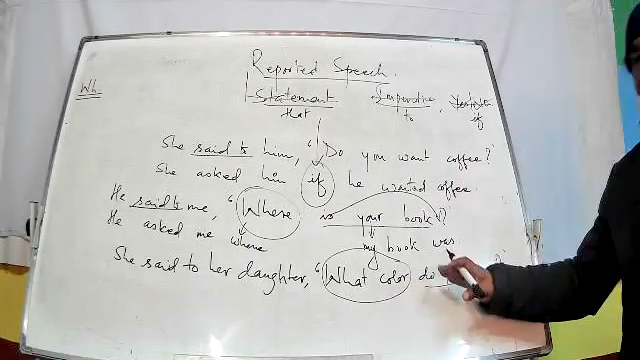 Reported Speech.
Wh.
Statement Imperative, Yes/No
that to if
She said to him, "Do you want coffee?"
She asked him if he wanted coffee.
He said to me, "Where is your book"?
He asked me where my book was
She said to her daughter, "What color do ?"